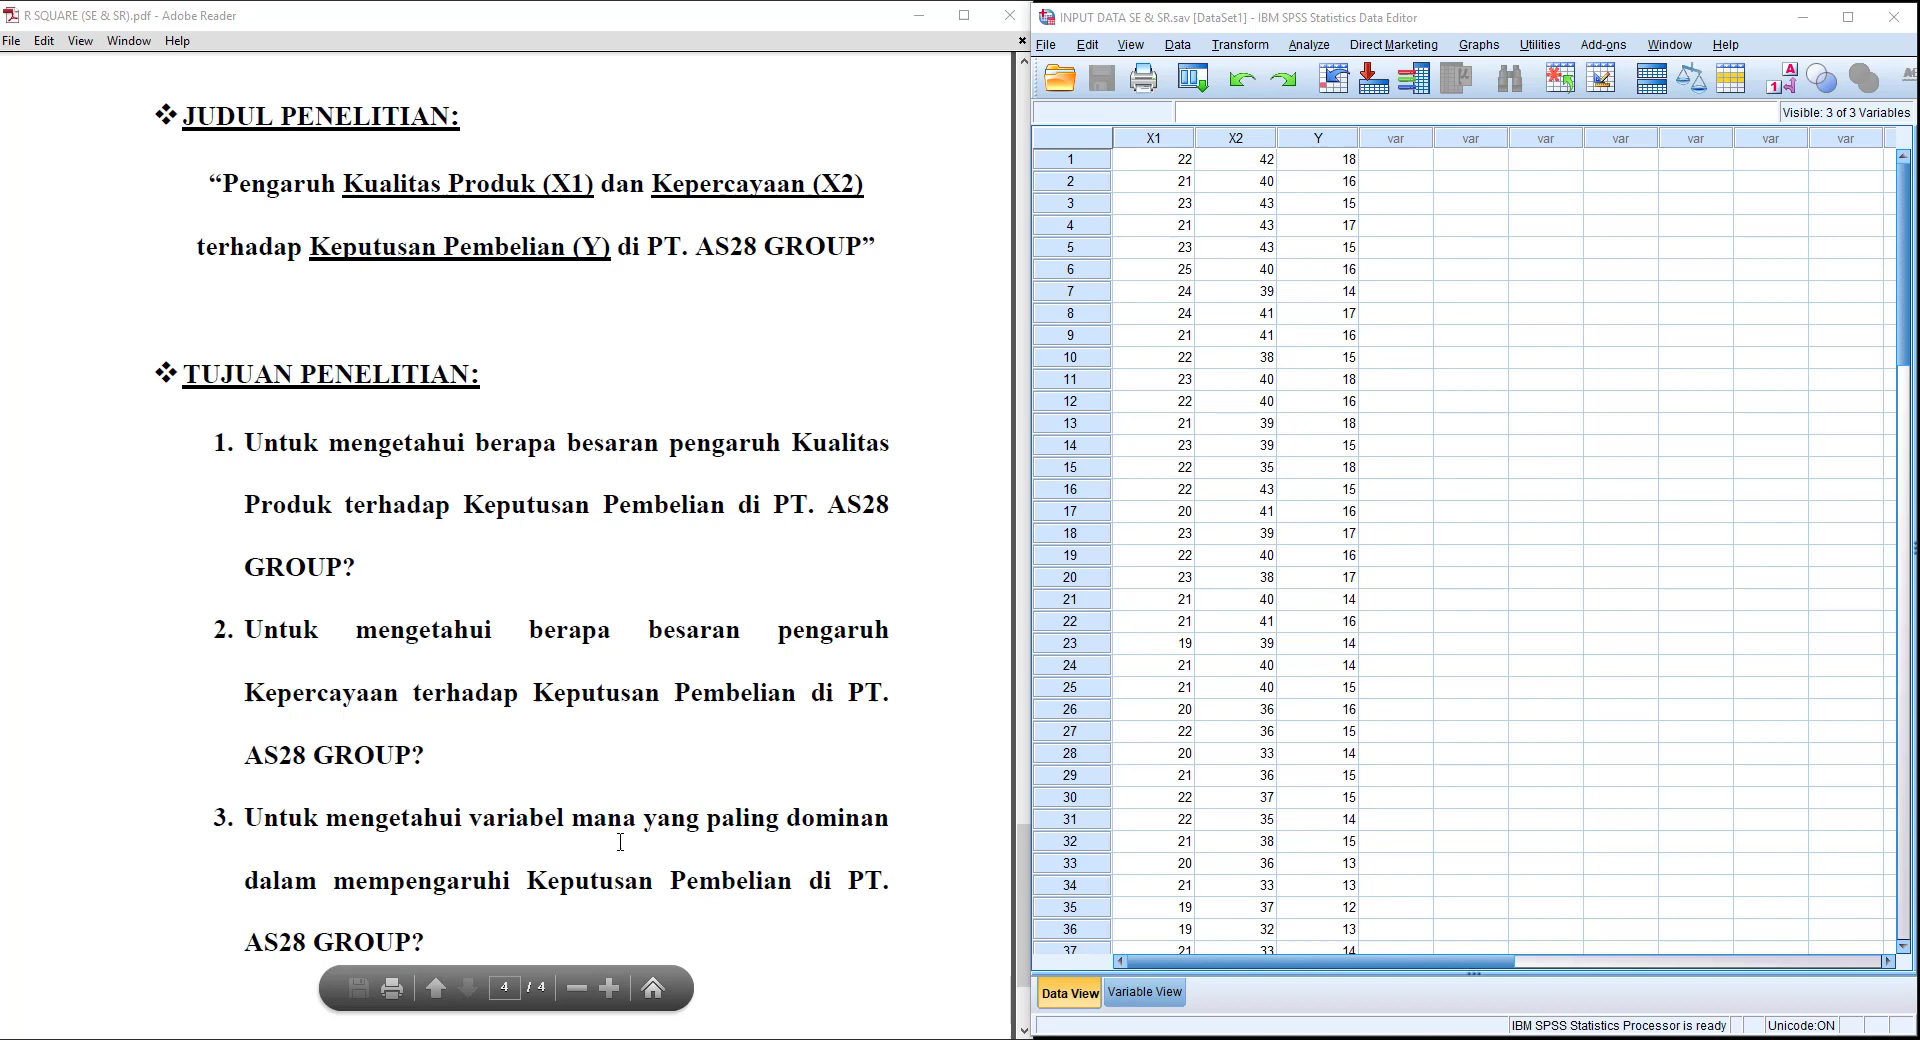 R SQUARE (SE & SR).pdf - Adobe Reader
File Edit View Window Help
❖ JUDUL PENELITIAN:
“Pengaruh Kualitas Produk (X1) dan Kepercayaan (X2)
terhadap Keputusan Pembelian (Y) di PT. AS28 GROUP”
❖ TUJUAN PENELITIAN:
1. Untuk mengetahui berapa besaran pengaruh Kualitas
Produk terhadap Keputusan Pembelian di PT. AS28
GROUP?
2. Untuk mengetahui berapa besaran pengaruh
Kepercayaan terhadap Keputusan Pembelian di PT.
AS28 GROUP?
3. Untuk mengetahui variabel mana yang paling dominan
dalam mempengaruhi Keputusan Pembelian di PT.
AS28 GROUP?
4 / 4
INPUT DATA SE & SR.sav [DataSet1] - IBM SPSS Statistics Data Editor
File Edit View Data Transform Analyze Direct Marketing Graphs Utilities Add-ons Window Help
Visible: 3 of 3 Variables
X1 X2 Y var var var var var var var
1 22 42 18
2 21 40 16
3 23 43 15
4 21 43 17
5 23 43 15
6 25 40 16
7 24 39 14
8 24 41 17
9 21 41 16
10 22 38 15
11 23 40 18
12 22 40 16
13 21 39 18
14 23 39 15
15 22 35 18
16 22 43 15
17 20 41 16
18 23 39 17
19 22 40 16
20 23 38 17
21 21 40 14
22 21 41 16
23 19 39 14
24 21 40 14
25 21 40 15
26 20 36 16
27 22 36 15
28 20 33 14
29 21 36 15
30 22 37 15
31 22 35 14
32 21 38 15
33 20 36 13
34 21 33 13
35 19 37 12
36 19 32 13
37 21 33 14
Data View Variable View
IBM SPSS Statistics Processor is ready Unicode:ON